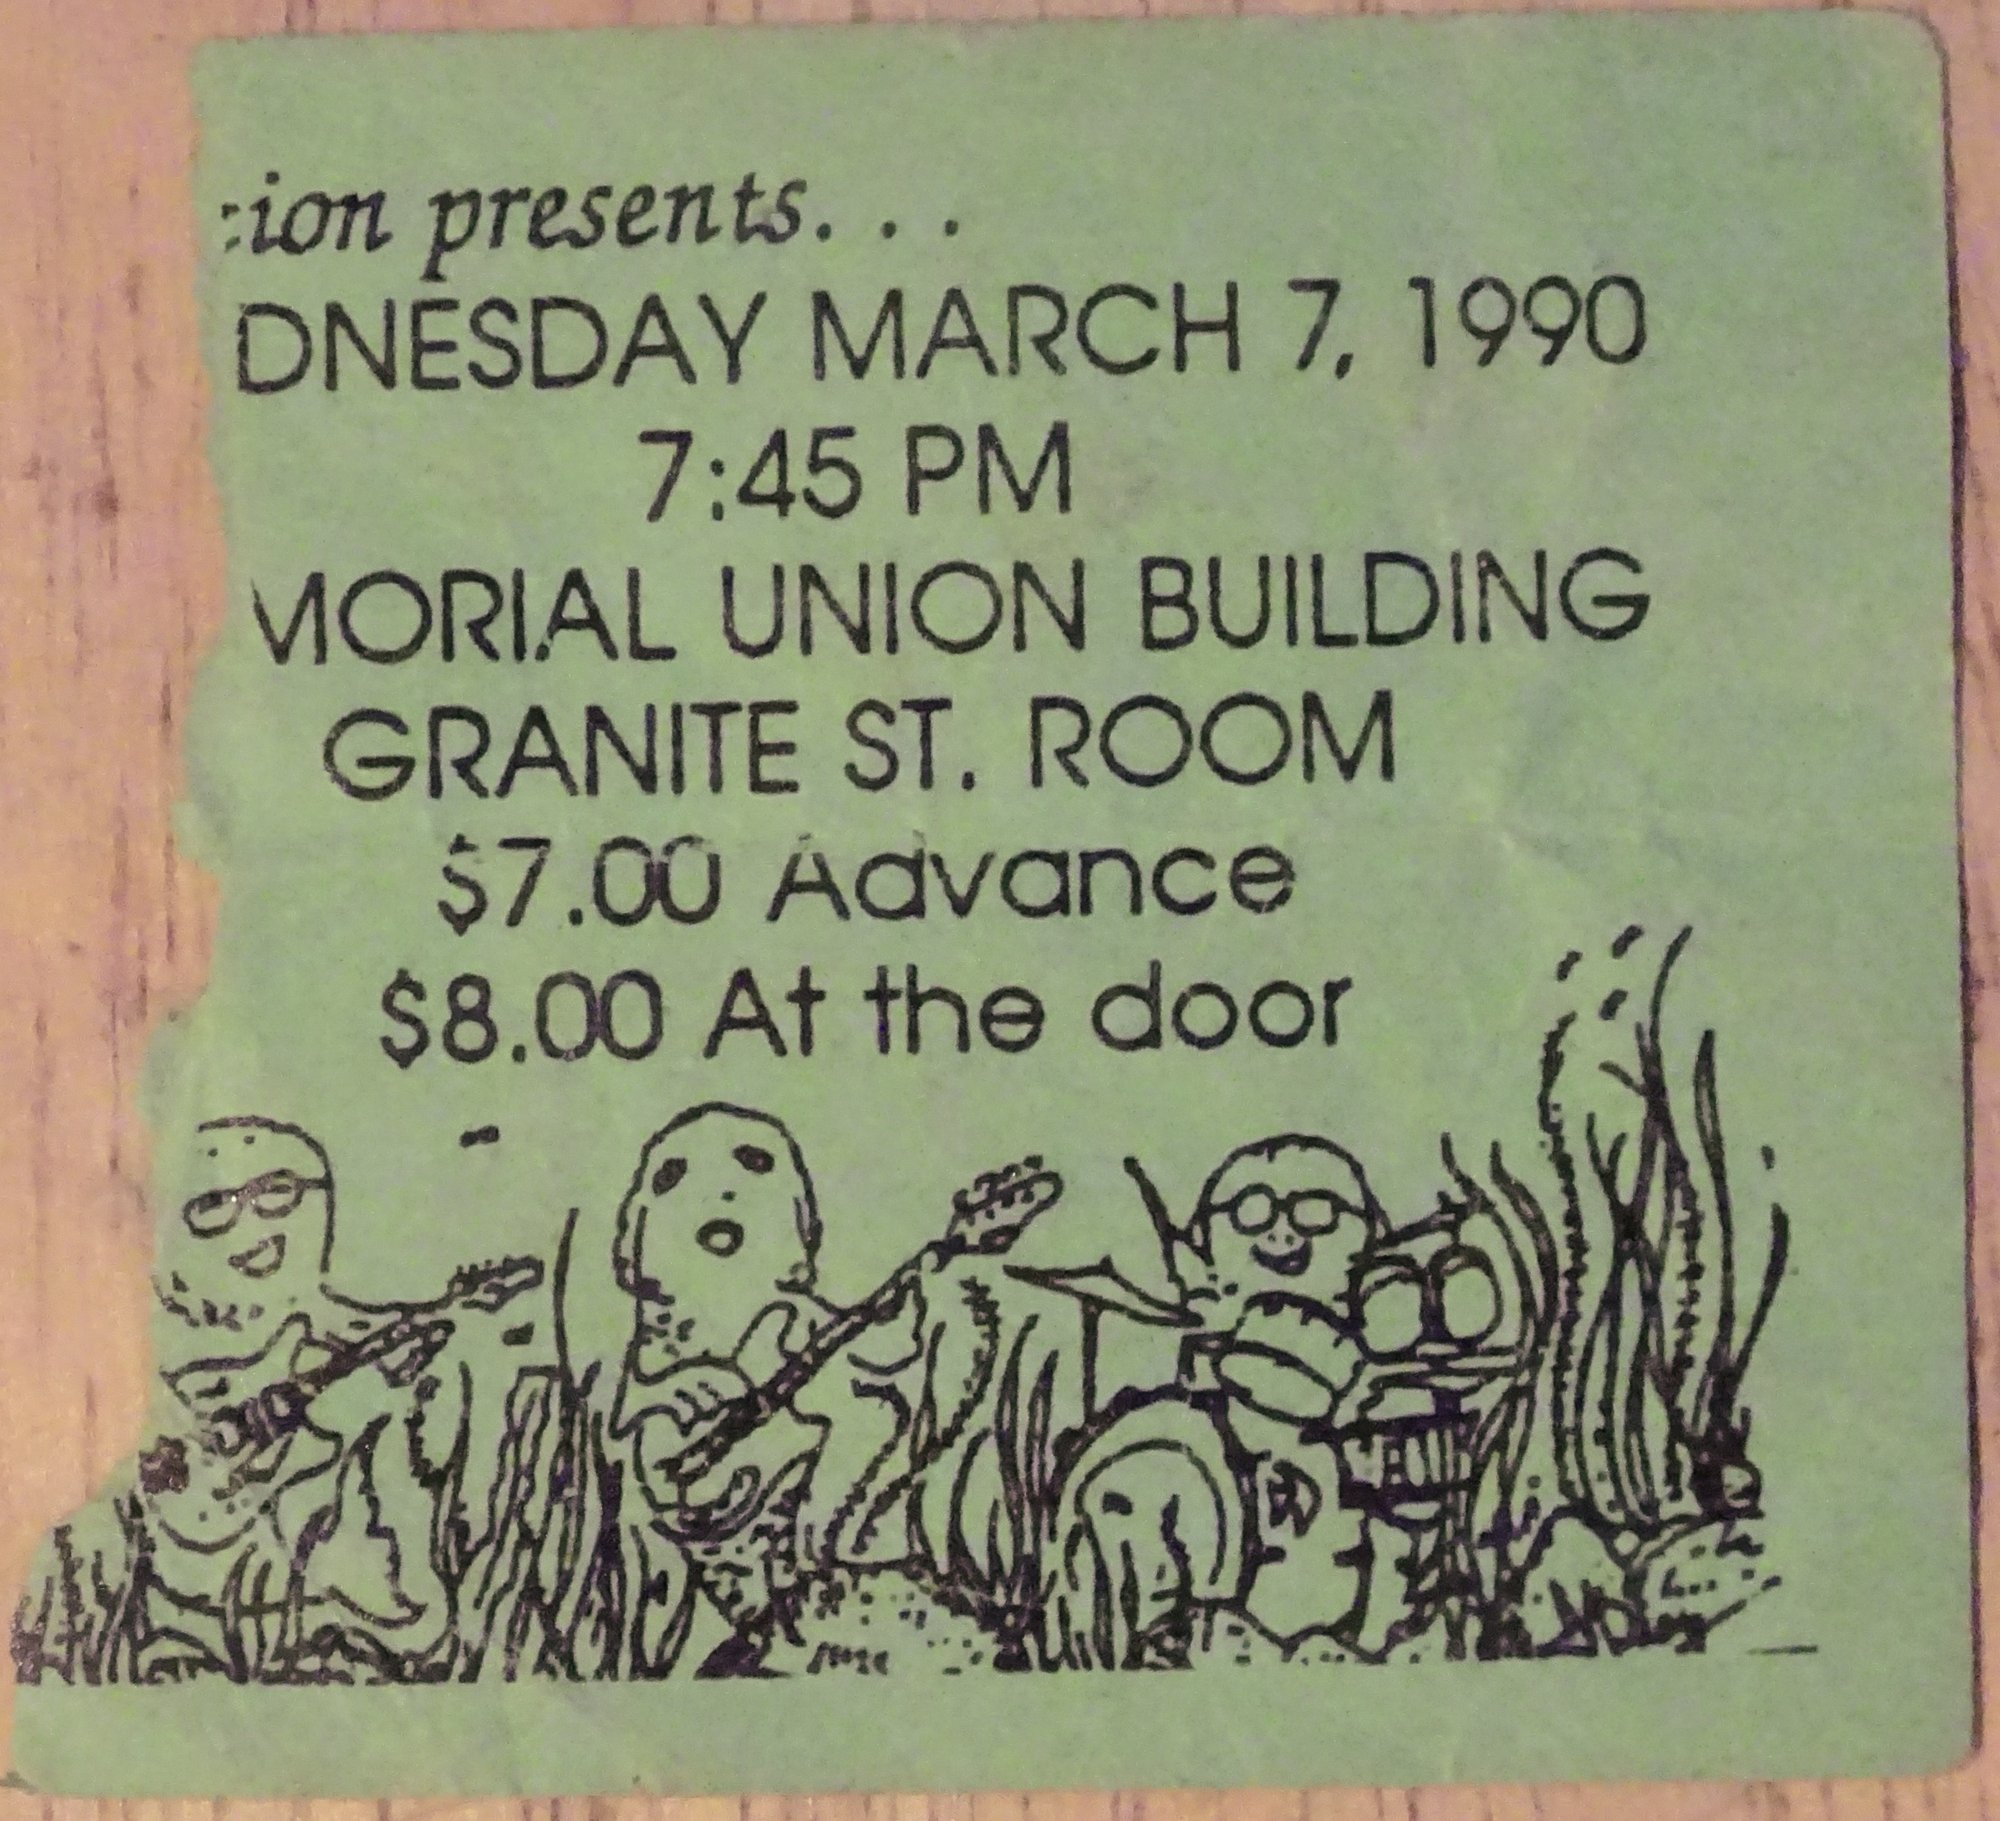 tion presents. . .
DNESDAY MARCH 7, 1990
7:45 PM
MORIAL UNION BUILDING
GRANITE ST. ROOM
$7.00 Advance
$8.00 At the door